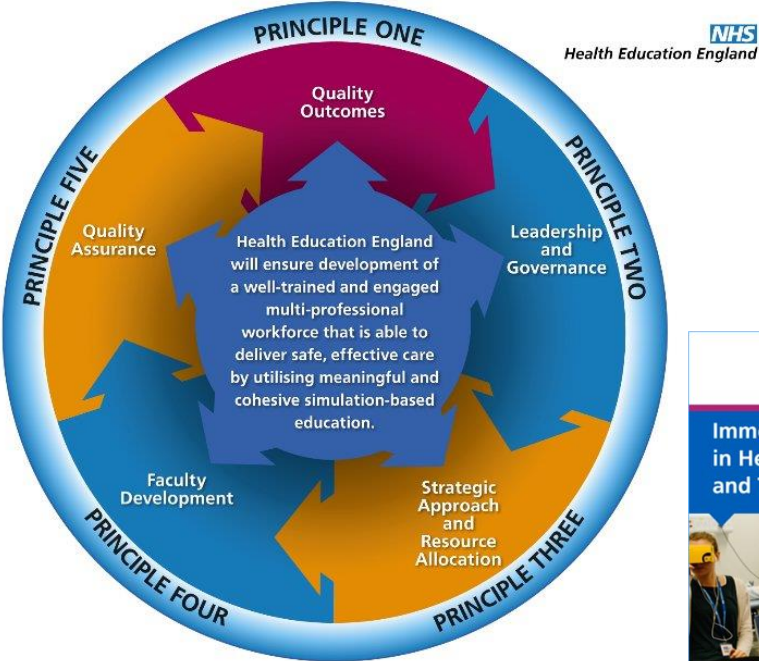 PRINCIPLE ONE
NHS
Health Education England
Quality
Outcomes
PRINCIPLE TWO
Leadership
and
Governance
PRINCIPLE THREE
Strategic
Approach
and
Resource
Allocation
PRINCIPLE FOUR
Faculty
Development
PRINCIPLE FIVE
Quality
Assurance
Health Education England
will ensure development of
a well-trained and engaged
multi-professional
workforce that is able to
deliver safe, effective care
by utilising meaningful and
cohesive simulation-based
education.
in He
and